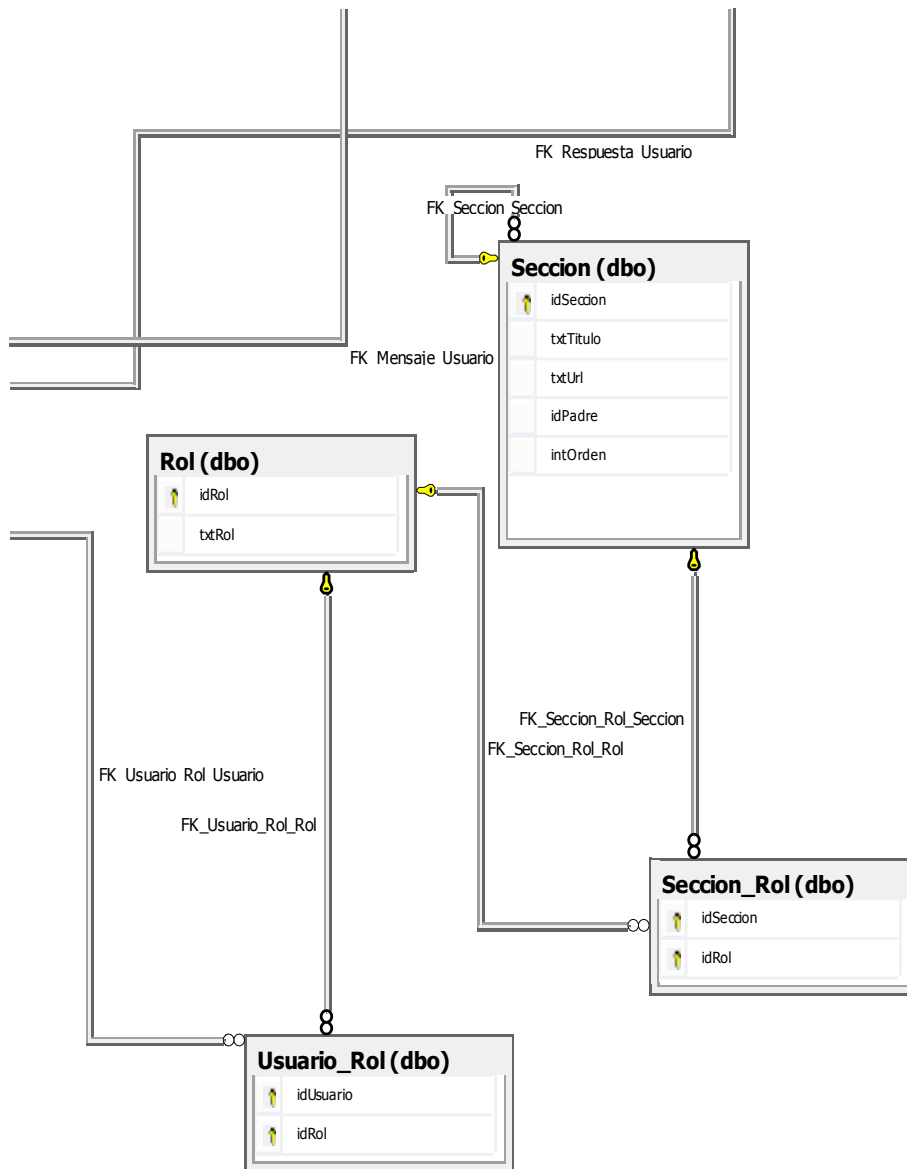 FK Respuesta Usuario
FK Seccion Seccion
Seccion (dbo)
idSeccion
txtTitulo
txtUrl
idPadre
intOrden
FK Mensaje Usuario
Rol (dbo)
idRol
txtRol
FK_Seccion_Rol_Seccion
FK_Seccion_Rol_Rol
FK Usuario Rol Usuario
FK_Usuario_Rol_Rol
Seccion_Rol (dbo)
idSeccion
idRol
Usuario_Rol (dbo)
idUsuario
idRol